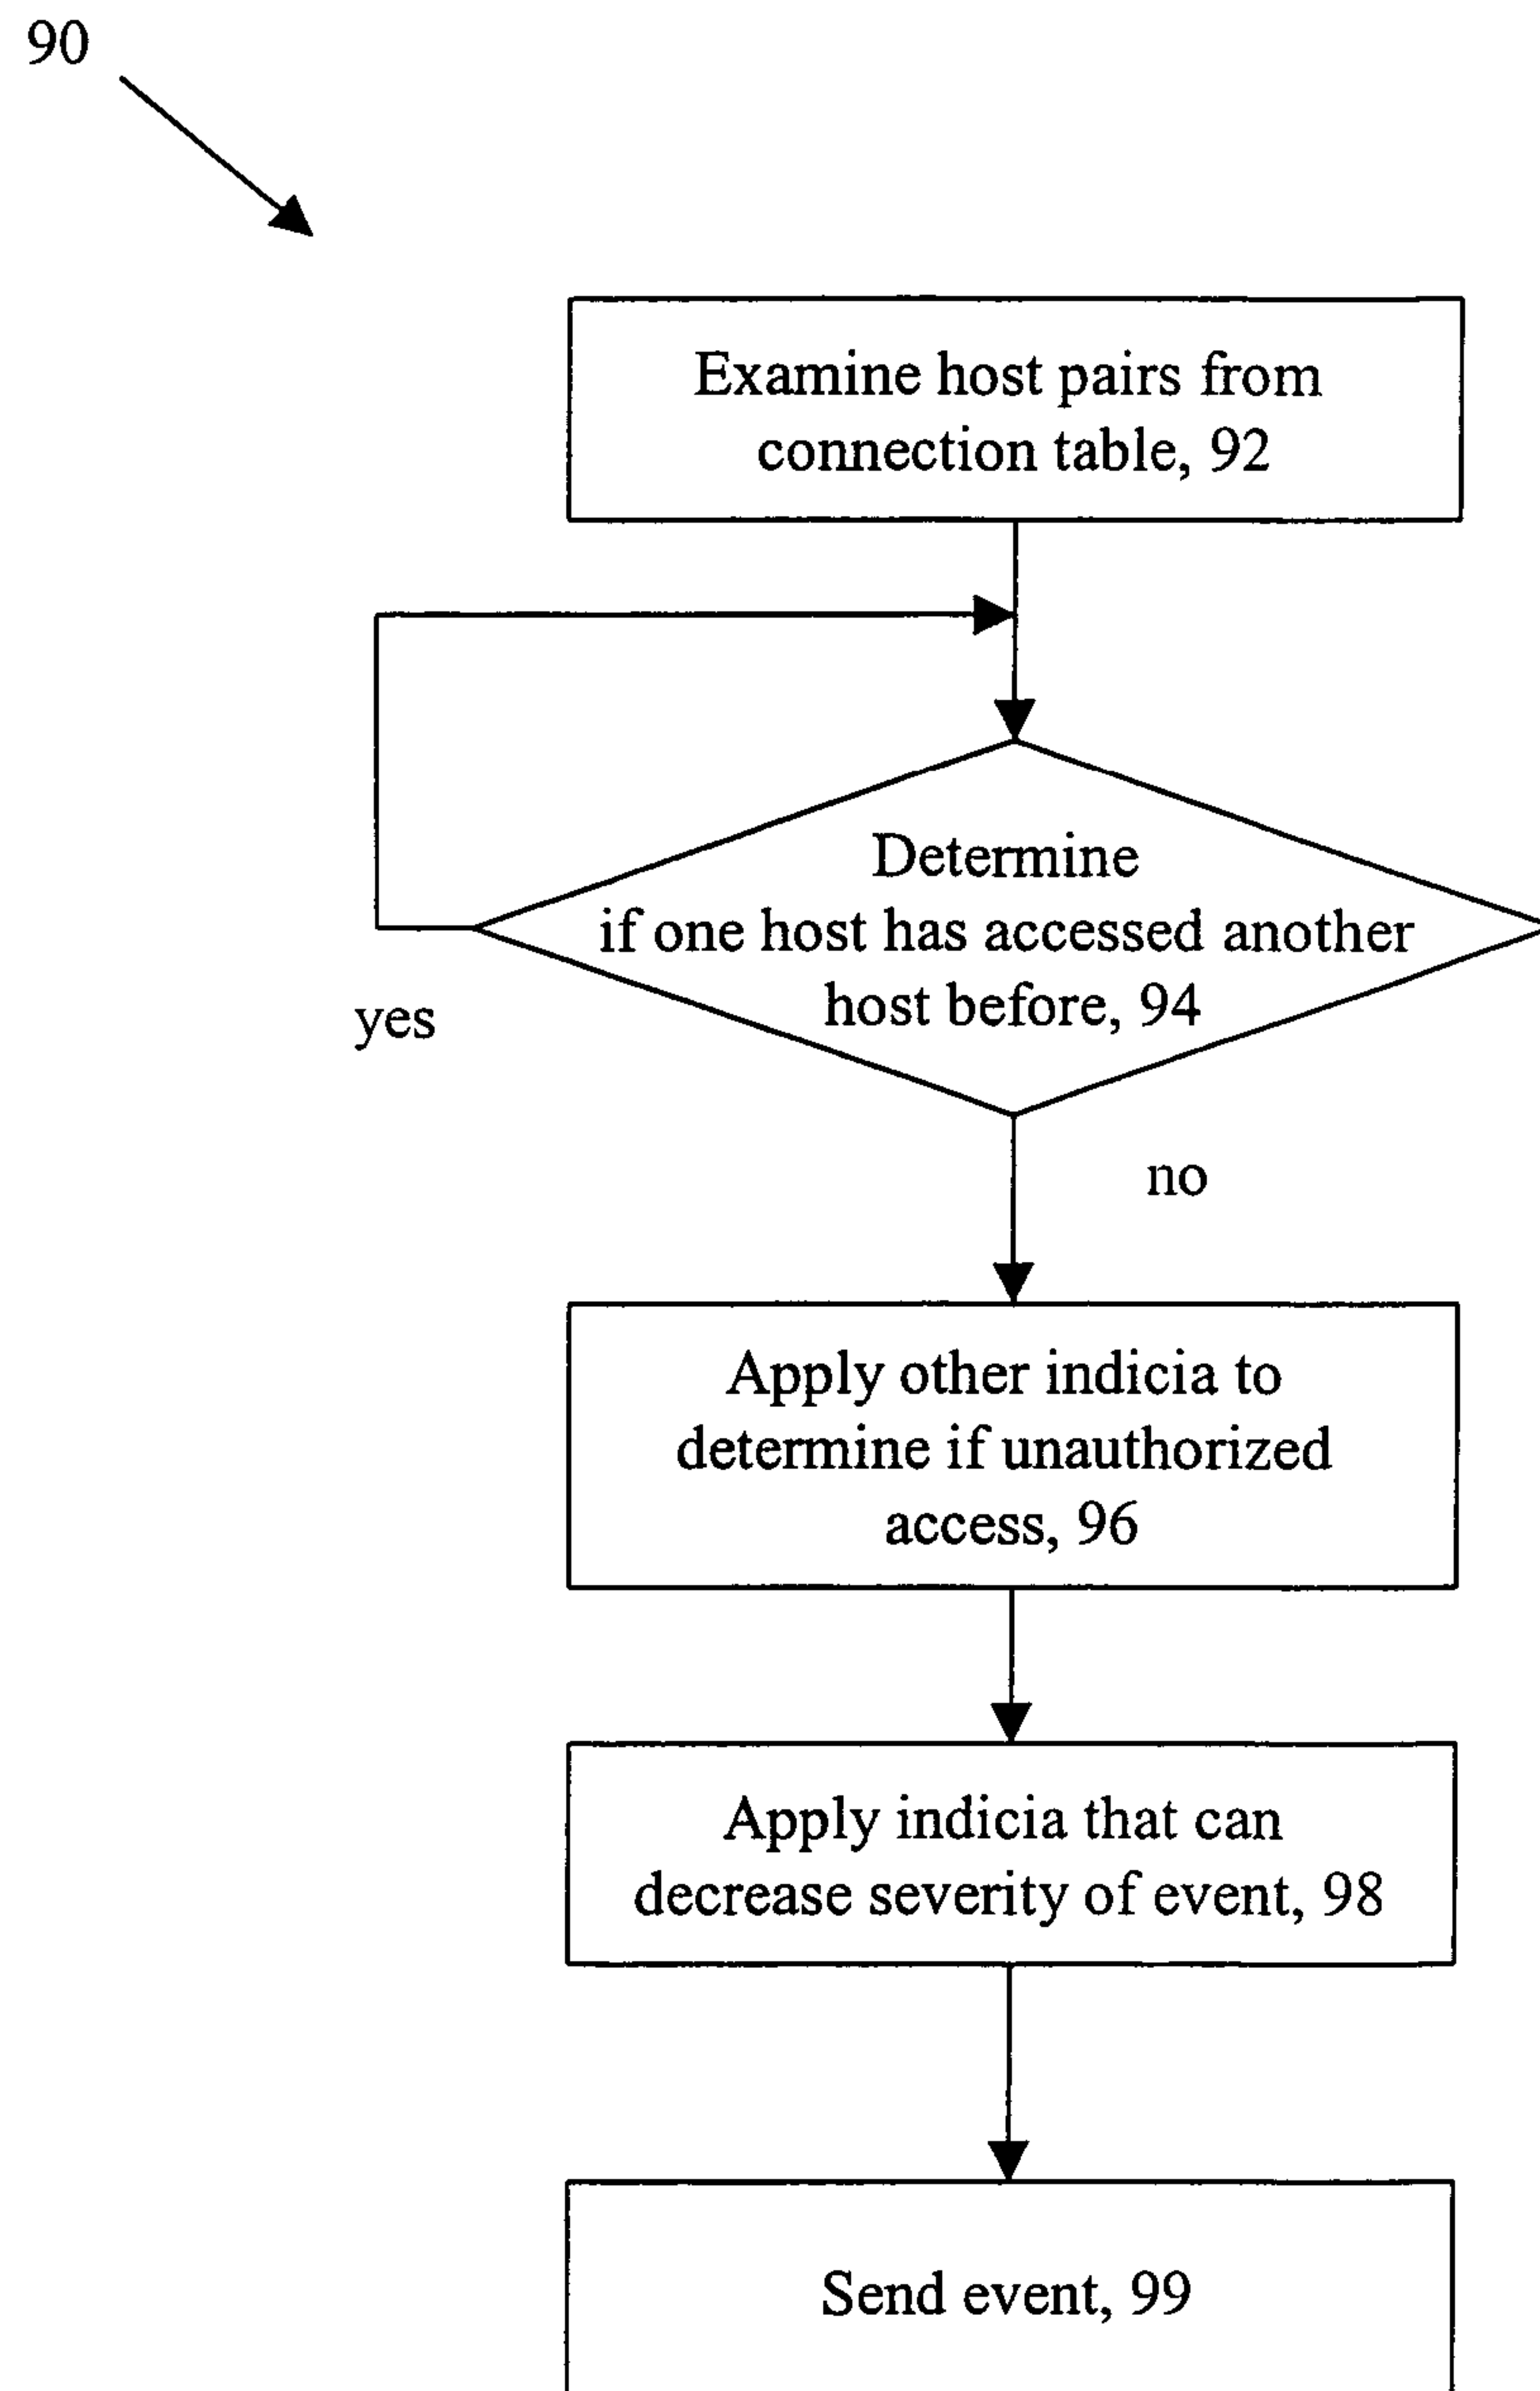 90
Examine host pairs from
connection table, 92
Determine
if one host has accessed another
host before, 94
yes
no
Apply other indicia to
determine if unauthorized
access, 96
Apply indicia that can
decrease severity of event, 98
Send event, 99